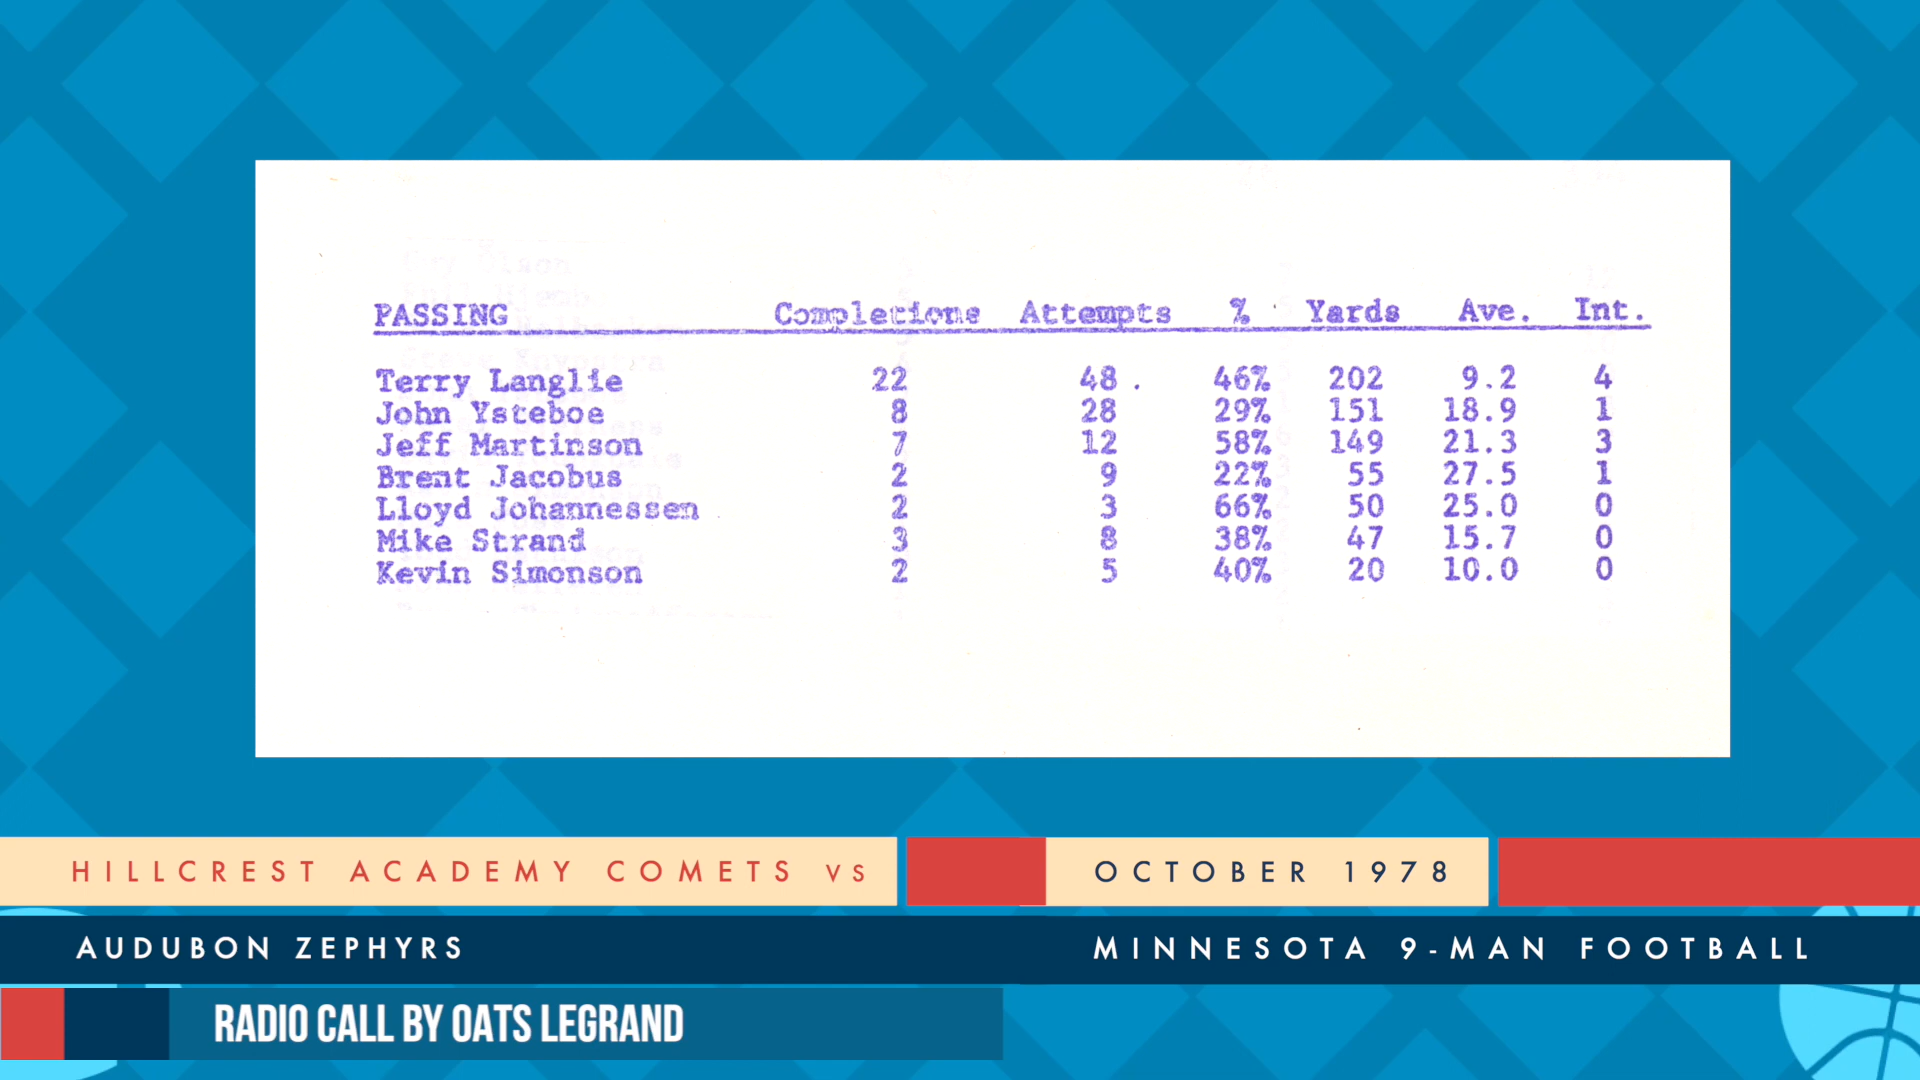 PASSING Completions Attempts % Yards Ave. Int.
Terry Langlie 22 48 . 46% 202 9.2 4
John Ysteboe 8 28 29% 151 18.9 1
Jeff Martinson 7 12 58% 149 21.3 3
Brent Jacobus 2 9 22% 55 27.5 1
Lloyd Johannessen 2 3 66% 50 25.0 0
Mike Strand 3 8 38% 47 15.7 0
Kevin Simonson 2 5 40% 20 10.0 0
HILLCREST ACADEMY COMETS VS
OCTOBER 1978
AUDUBON ZEPHYRS
MINNESOTA 9-MAN FOOTBALL
RADIO CALL BY OATS LEGRAND